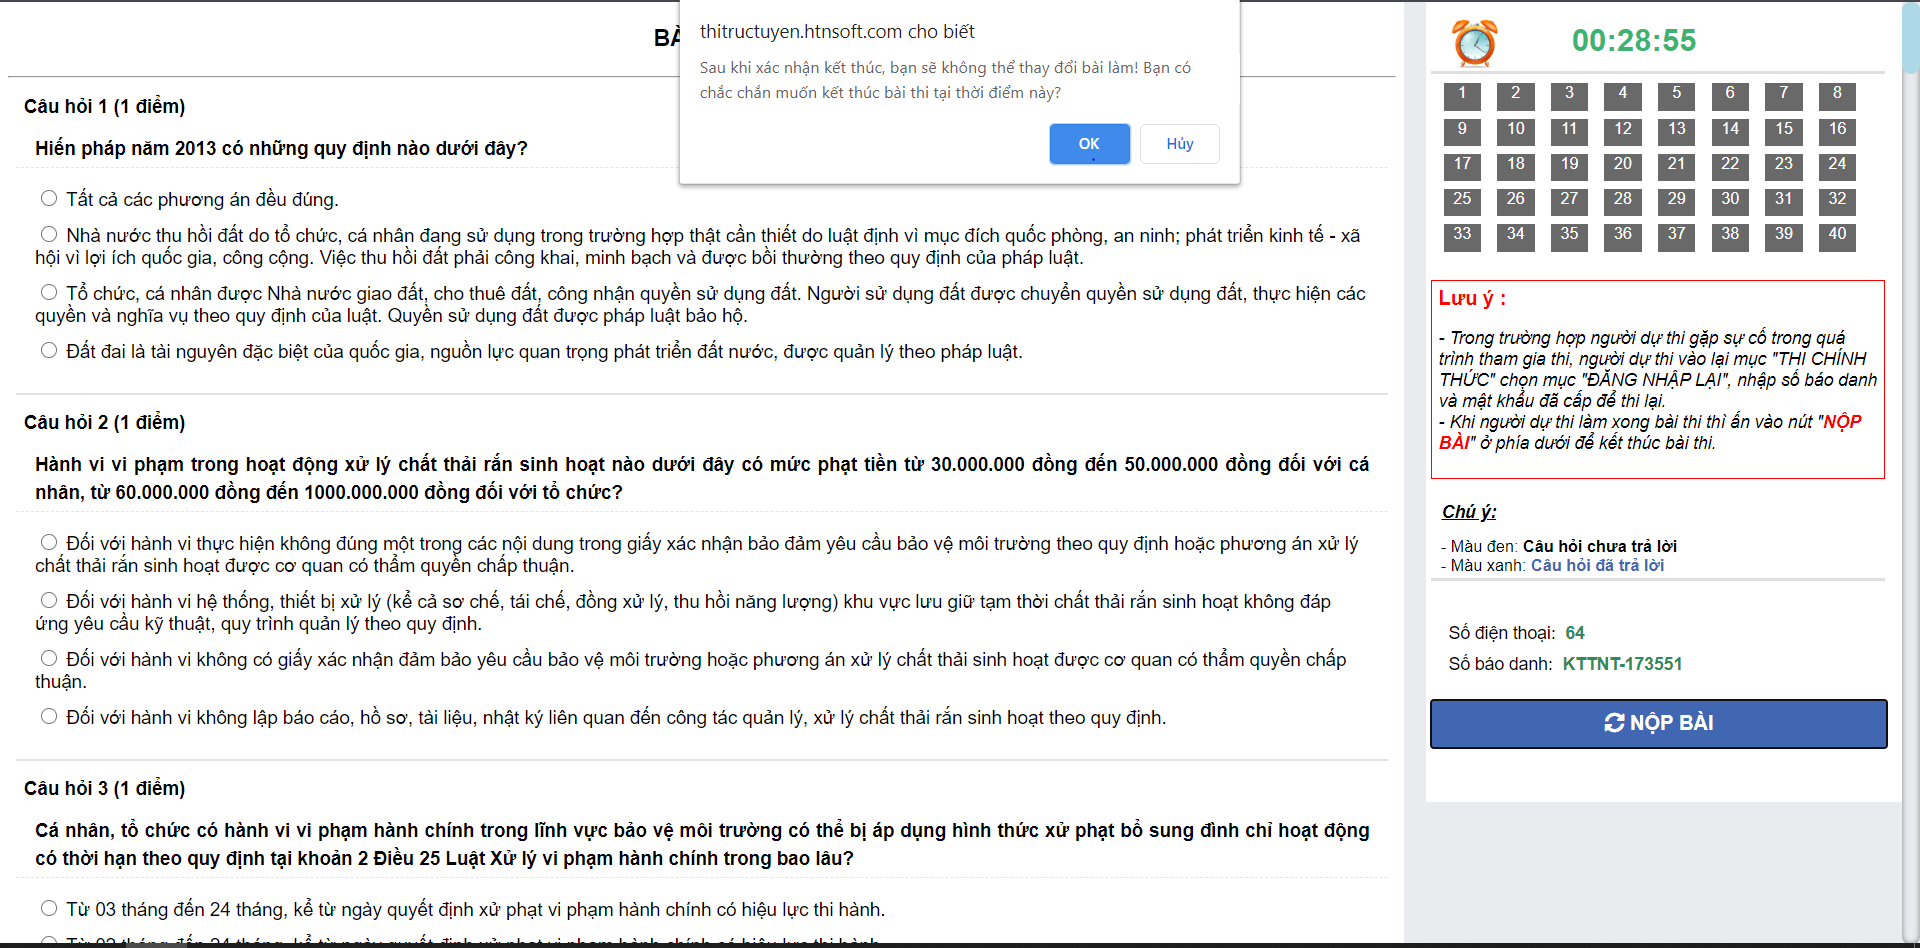 BÀ
thitructuyen.htnsoft.com cho biết
Sau khi xác nhận kết thúc, bạn sẽ không thể thay đổi bài làm! Bạn có
chắc chắn muốn kết thúc bài thi tại thời điểm này?
OK
Hủy
Câu hỏi 1 (1 điểm)
Hiến pháp năm 2013 có những quy định nào dưới đây?
Tất cả các phương án đều đúng.
Nhà nước thu hồi đất do tổ chức, cá nhân đang sử dụng trong trường hợp thật cần thiết do luật định vì mục đích quốc phòng, an ninh; phát triển kinh tế - xã
hội vì lợi ích quốc gia, công cộng. Việc thu hồi đất phải công khai, minh bạch và được bồi thường theo quy định của pháp luật.
Tổ chức, cá nhân được Nhà nước giao đất, cho thuê đất, công nhận quyền sử dụng đất. Người sử dụng đất được chuyển quyền sử dụng đất, thực hiện các
quyền và nghĩa vụ theo quy định của luật. Quyền sử dụng đất được pháp luật bảo hộ.
Đất đai là tài nguyên đặc biệt của quốc gia, nguồn lực quan trọng phát triển đất nước, được quản lý theo pháp luật.
Câu hỏi 2 (1 điểm)
Hành vi vi phạm trong hoạt động xử lý chất thải rắn sinh hoạt nào dưới đây có mức phạt tiền từ 30.000.000 đồng đến 50.000.000 đồng đối với cá
nhân, từ 60.000.000 đồng đến 1000.000.000 đồng đối với tổ chức?
Đối với hành vi thực hiện không đúng một trong các nội dung trong giấy xác nhận bảo đảm yêu cầu bảo vệ môi trường theo quy định hoặc phương án xử lý
chất thải rắn sinh hoạt được cơ quan có thẩm quyền chấp thuận.
Đối với hành vi hệ thống, thiết bị xử lý (kể cả sơ chế, tái chế, đồng xử lý, thu hồi năng lượng) khu vực lưu giữ tạm thời chất thải rắn sinh hoạt không đáp
ứng yêu cầu kỹ thuật, quy trình quản lý theo quy định.
Đối với hành vi không có giấy xác nhận đảm bảo yêu cầu bảo vệ môi trường hoặc phương án xử lý chất thải sinh hoạt được cơ quan có thẩm quyền chấp
thuận.
Đối với hành vi không lập báo cáo, hồ sơ, tài liệu, nhật ký liên quan đến công tác quản lý, xử lý chất thải rắn sinh hoạt theo quy định.
Câu hỏi 3 (1 điểm)
Cá nhân, tổ chức có hành vi vi phạm hành chính trong lĩnh vực bảo vệ môi trường có thể bị áp dụng hình thức xử phạt bổ sung đình chỉ hoạt động
có thời hạn theo quy định tại khoản 2 Điều 25 Luật Xử lý vi phạm hành chính trong bao lâu?
Từ 03 tháng đến 24 tháng, kể từ ngày quyết định xử phạt vi phạm hành chính có hiệu lực thi hành.
00:28:55
1 2 3 4 5 6 7 8
9 10 11 12 13 14 15 16
17 18 19 20 21 22 23 24
25 26 27 28 29 30 31 32
33 34 35 36 37 38 39 40
Lưu ý :
- Trong trường hợp người dự thi gặp sự cố trong quá
trình tham gia thi, người dự thi vào lại mục "THI CHÍNH
THỨC" chọn mục "ĐĂNG NHẬP LẠI", nhập số báo danh
và mật khẩu đã cấp để thi lại.
- Khi người dự thi làm xong bài thi thì ấn vào nút "NỘP
BÀI" ở phía dưới để kết thúc bài thi.
Chú ý:
- Màu đen: Câu hỏi chưa trả lời
- Màu xanh: Câu hỏi đã trả lời
Số điện thoại: 64
Số báo danh: KTTNT-173551
NỘP BÀI